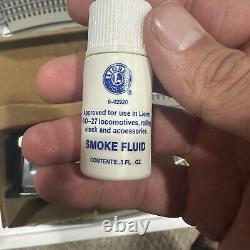 LIONEL
6-02920
Approved for use in Lionel
O-27 locomotives, rolling
stock and accessories.
SMOKE FLUID
CONTENTS: .3 FL. OZ.